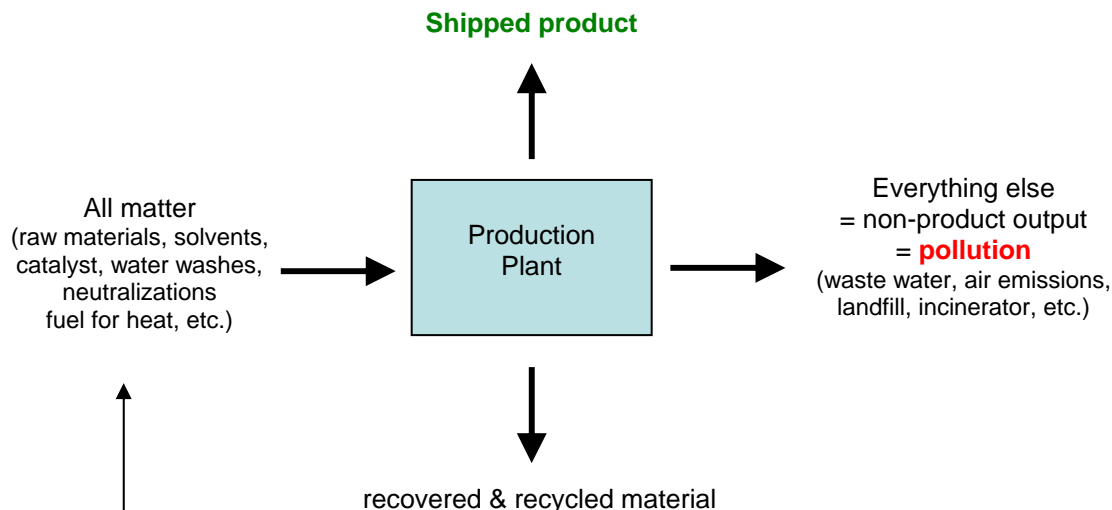 Shipped product
All matter
(raw materials, solvents,
catalyst, water washes,
neutralizations
fuel for heat, etc.)
Production
Plant
Everything else
= non-product output
= pollution
(waste water, air emissions,
landfill, incinerator, etc.)
recovered & recycled material